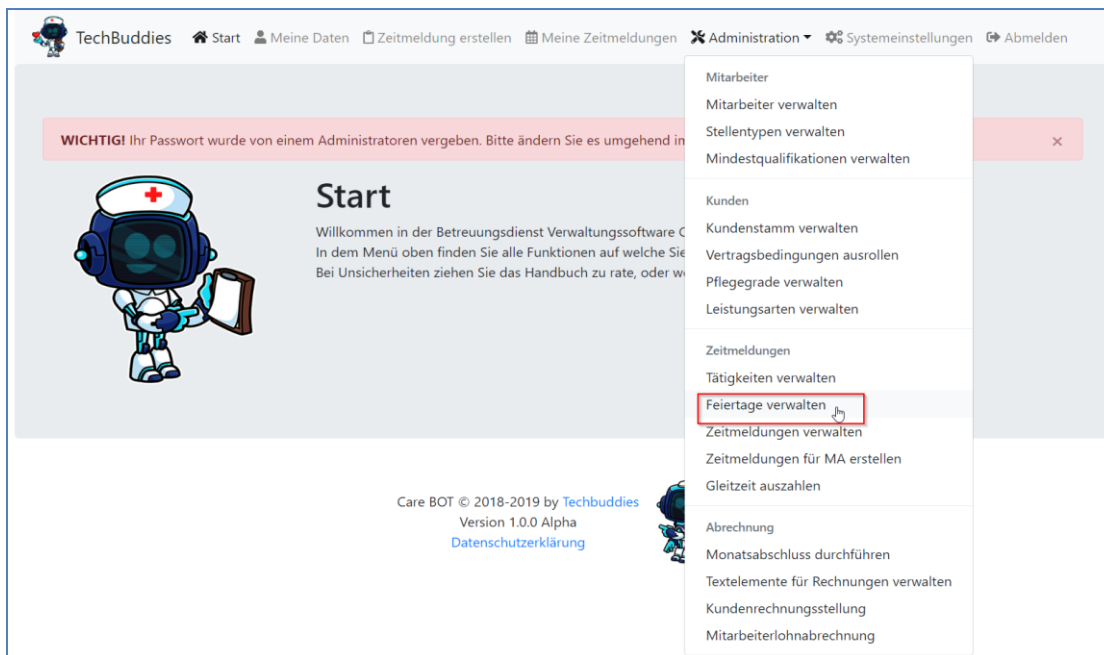 TechBuddies Start Meine Daten Zeitmeldung erstellen Meine Zeitmeldungen Administration Systemeinstellungen Abmelden
WICHTIG! Ihr Passwort wurde von einem Administratoren vergeben. Bitte ändern Sie es umgehend
×
Start
Willkommen in der Betreuungsdienst Verwaltungssoftware
In dem Menü oben finden Sie alle Funktionen auf welche Sie
Bei Unsicherheiten ziehen Sie das Handbuch zu rate, oder
Mitarbeiter
Mitarbeiter verwalten
Stellentypen verwalten
Mindestqualifikationen verwalten
Kunden
Kundenstamm verwalten
Vertragsbedingungen ausrollen
Pflegegrade verwalten
Leistungsarten verwalten
Zeitmeldungen
Tätigkeiten verwalten
Feiertage verwalten
Zeitmeldungen verwalten
Zeitmeldungen für MA erstellen
Gleitzeit auszahlen
Abrechnung
Monatsabschluss durchführen
Textelemente für Rechnungen verwalten
Kundenrechnungsstellung
Mitarbeiterlohnabrechnung
Care BOT © 2018-2019 by Techbuddies
Version 1.0.0 Alpha
Datenschutzerklärung